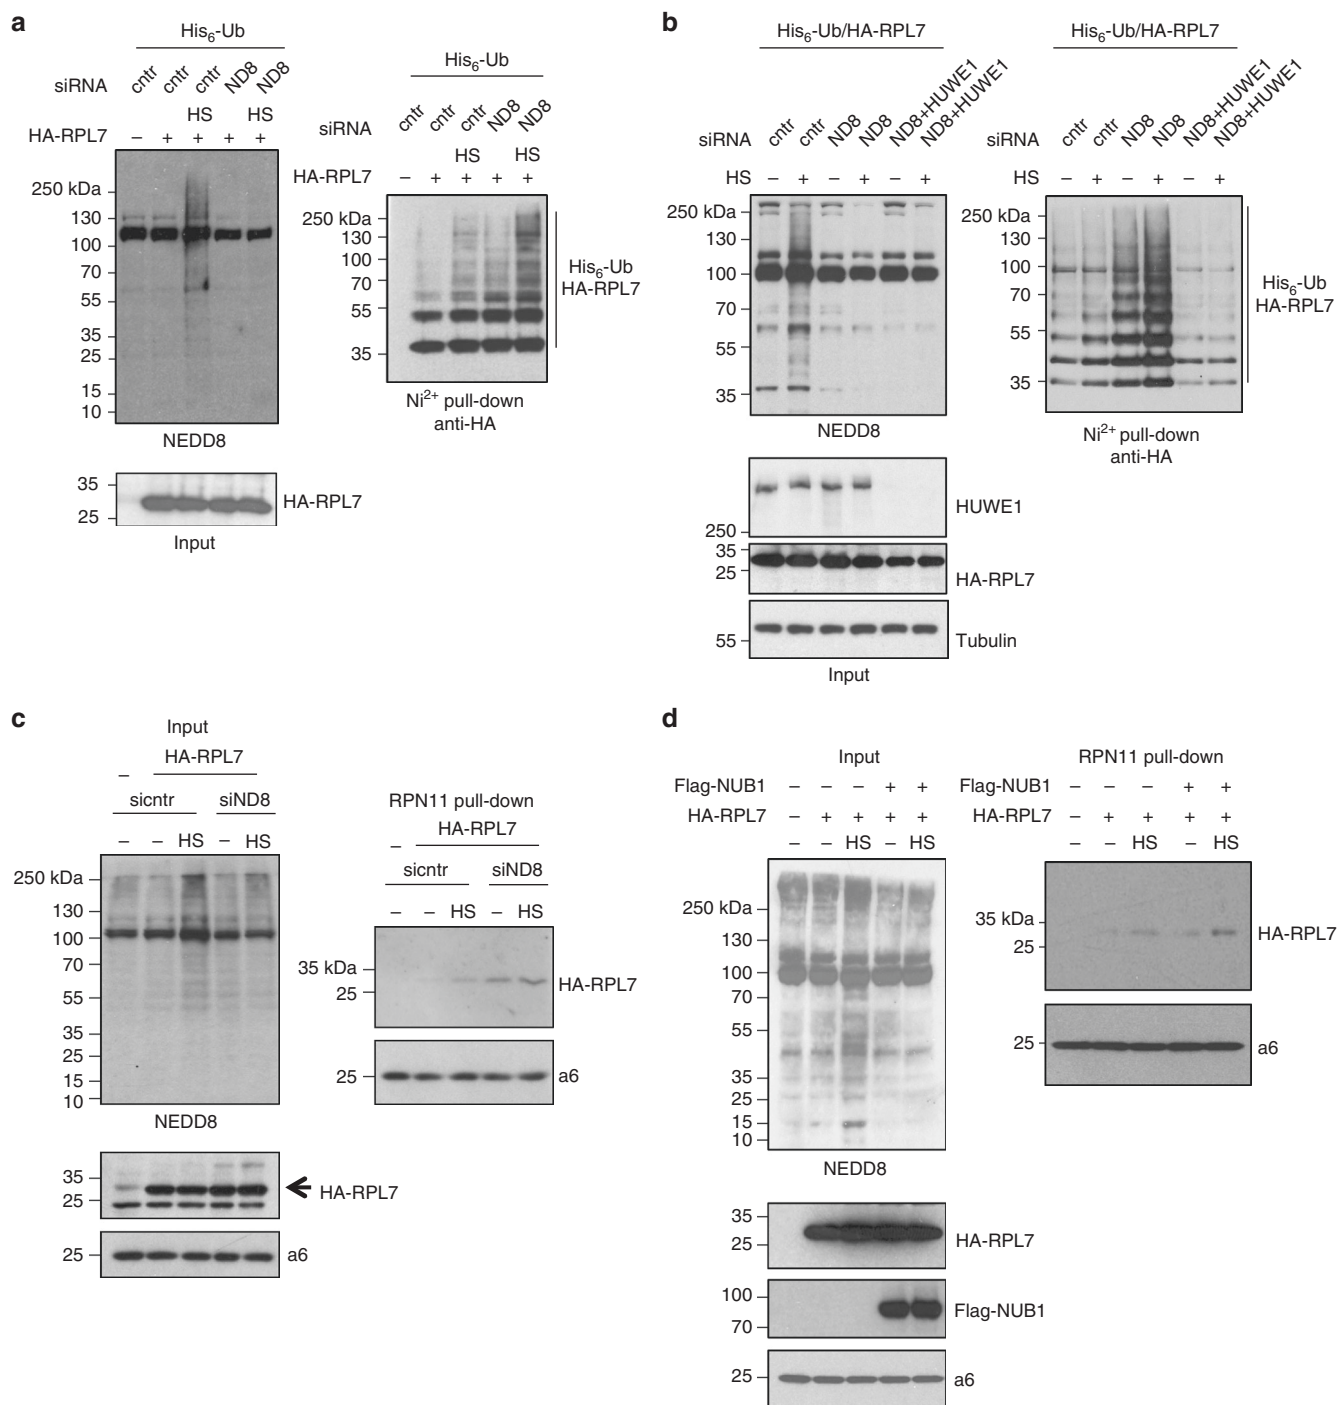 a
His6-Ub
siRNA cntr cntr cntr ND8 ND8
HS HS
HA-RPL7 – + + + +
250 kDa
130
100
70
55
35
25
15
10
NEDD8
35
25
HA-RPL7
Input
His6-Ub
siRNA cntr cntr cntr ND8 ND8
HS HS
HA-RPL7 – + + + +
250 kDa
130
100
70
55
35
His6-Ub
HA-RPL7
Ni2+ pull-down
anti-HA
b
His6-Ub/HA-RPL7
siRNA cntr cntr ND8 ND8 ND8+HUWE1 ND8+HUWE1
HS – + – + – +
250 kDa
130
100
70
55
35
NEDD8
250
HUWE1
35
25
HA-RPL7
55
Tubulin
Input
His6-Ub/HA-RPL7
siRNA cntr cntr ND8 ND8 ND8+HUWE1 ND8+HUWE1
HS – + – + – +
250 kDa
130
100
70
55
35
His6-Ub
HA-RPL7
Ni2+ pull-down
anti-HA
c
Input
– HA-RPL7
sicntr siND8
– – HS – HS
250 kDa
130
100
70
55
35
25
15
10
NEDD8
35
25
HA-RPL7
25
a6
RPN11 pull-down
– HA-RPL7
sicntr siND8
– – HS – HS
35 kDa
25
HA-RPL7
25
a6
d
Input
Flag-NUB1 – – – + +
HA-RPL7 – + + + +
HS HS
250 kDa
130
100
70
55
35
25
15
10
NEDD8
35
25
HA-RPL7
100
70
Flag-NUB1
25
a6
RPN11 pull-down
Flag-NUB1 – – – + +
HA-RPL7 – + + + +
HS HS
35 kDa
25
HA-RPL7
25
a6